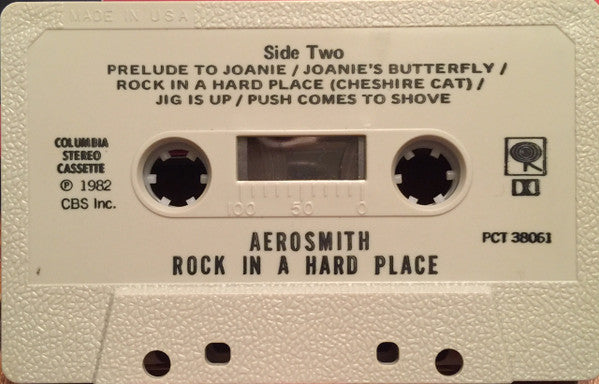 MADE IN U.S.A.
Side Two
PRELUDE TO JOANIE / JOANIE'S BUTTERFLY /
ROCK IN A HARD PLACE (CHESHIRE CAT) /
JIG IS UP / PUSH COMES TO SHOVE
COLUMBIA
STEREO
CASSETTE
℗ 1982
CBS Inc.
100 50 0
AEROSMITH
PCT 38061
ROCK IN A HARD PLACE